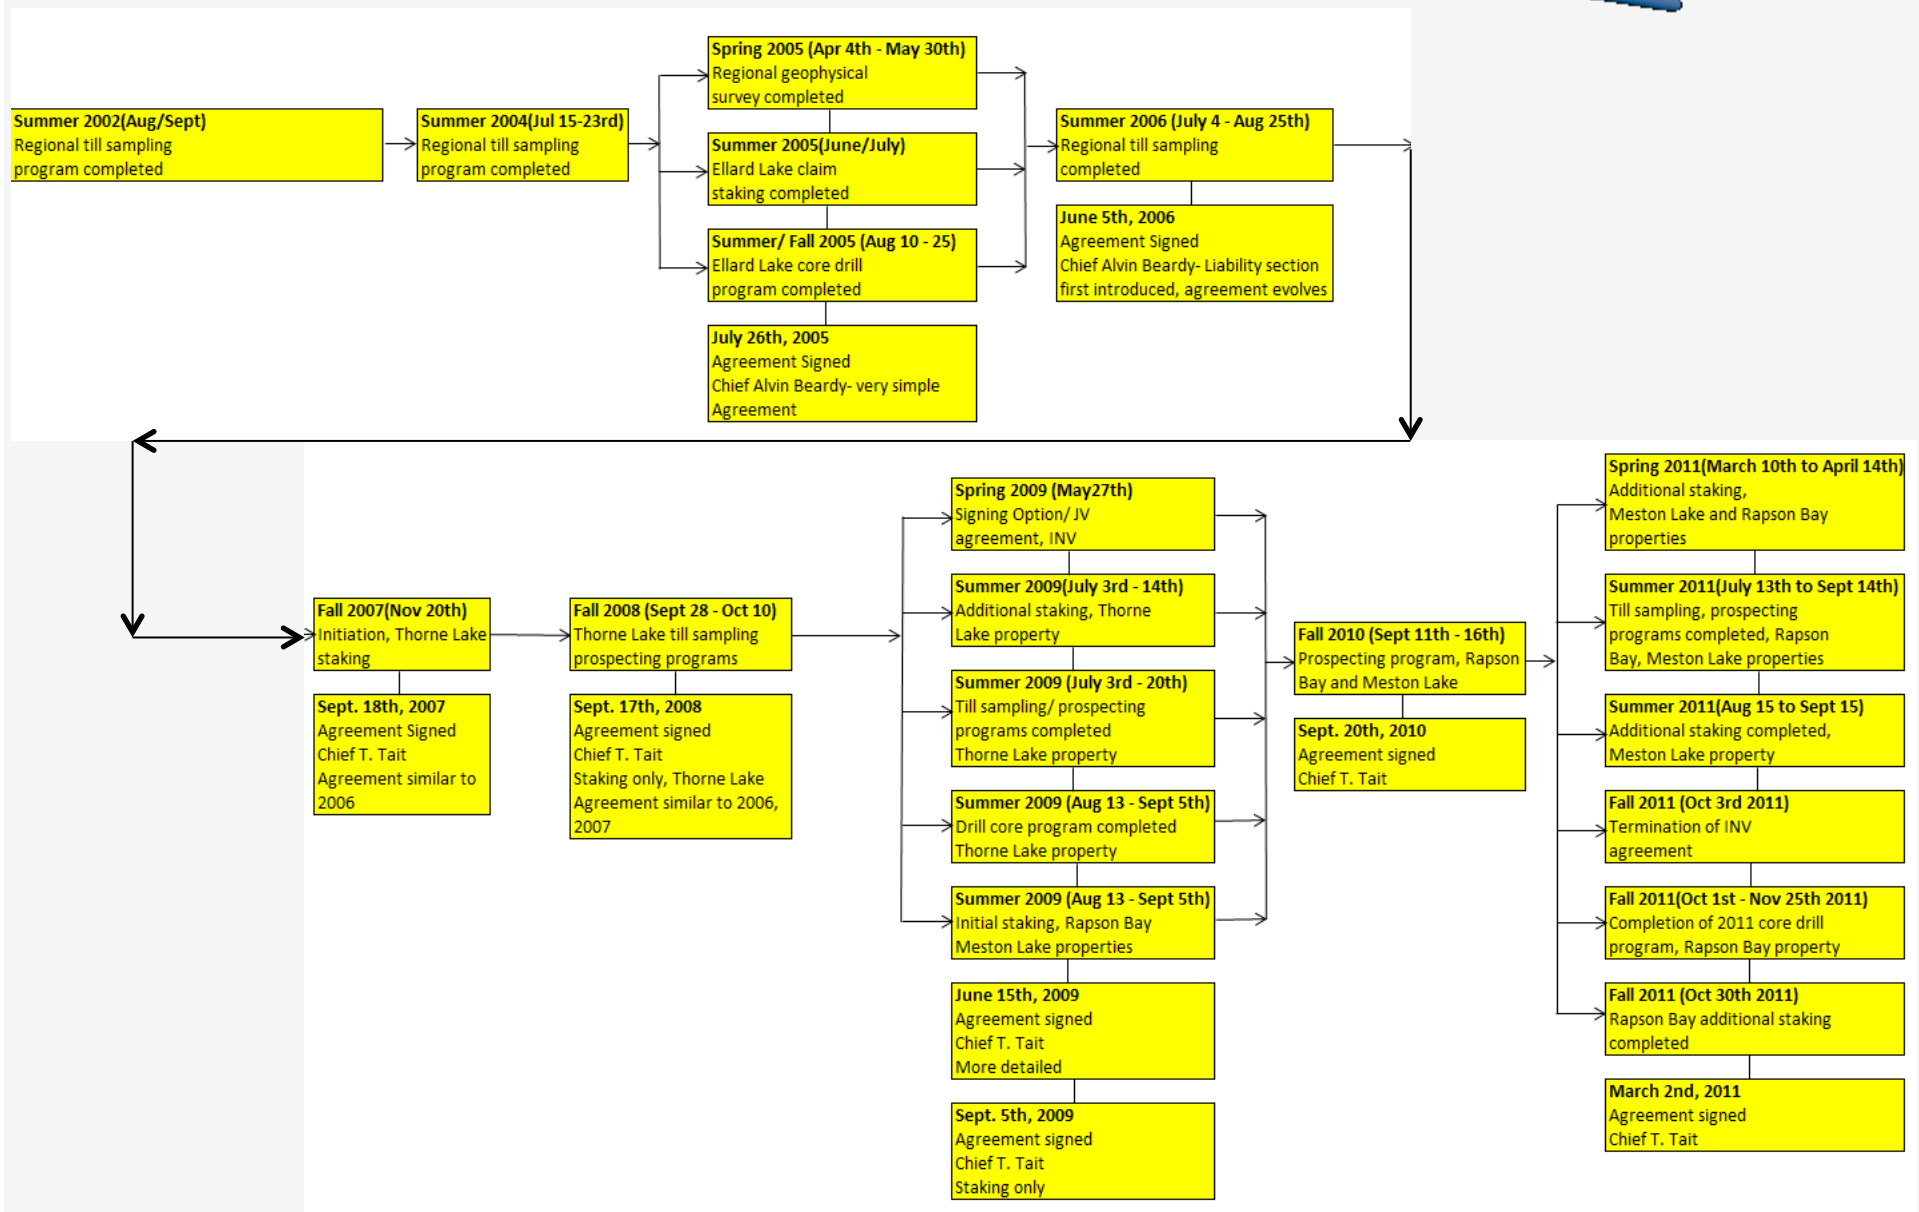 Summer 2002(Aug/Sept)
Regional till sampling
program completed
Summer 2004(Jul 15-23rd)
Regional till sampling
program completed
Spring 2005 (Apr 4th - May 30th)
Regional geophysical
survey completed
Summer 2005(June/July)
Ellard Lake claim
staking completed
Summer/ Fall 2005 (Aug 10 - 25)
Ellard Lake core drill
program completed
July 26th, 2005
Agreement Signed
Chief Alvin Beardy- very simple
Agreement
Summer 2006 (July 4 - Aug 25th)
Regional till sampling
completed
June 5th, 2006
Agreement Signed
Chief Alvin Beardy- Liability section
first introduced, agreement evolves
Fall 2007(Nov 20th)
Initiation, Thorne Lake
staking
Sept. 18th, 2007
Agreement Signed
Chief T. Tait
Agreement similar to
2006
Fall 2008 (Sept 28 - Oct 10)
Thorne Lake till sampling
prospecting programs
Sept. 17th, 2008
Agreement signed
Chief T. Tait
Staking only, Thorne Lake
Agreement similar to 2006,
2007
Spring 2009 (May27th)
Signing Option/ JV
agreement, INV
Summer 2009(July 3rd - 14th)
Additional staking, Thorne
Lake property
Summer 2009 (July 3rd - 20th)
Till sampling/ prospecting
programs completed
Thorne Lake property
Summer 2009 (Aug 13 - Sept 5th)
Drill core program completed
Thorne Lake property
Summer 2009 (Aug 13 - Sept 5th)
Initial staking, Rapson Bay
Meston Lake properties
June 15th, 2009
Agreement signed
Chief T. Tait
More detailed
Sept. 5th, 2009
Agreement signed
Chief T. Tait
Staking only
Fall 2010 (Sept 11th - 16th)
Prospecting program, Rapson
Bay and Meston Lake
Sept. 20th, 2010
Agreement signed
Chief T. Tait
Spring 2011(March 10th to April 14th)
Additional staking,
Meston Lake and Rapson Bay
properties
Summer 2011(July 13th to Sept 14th)
Till sampling, prospecting
programs completed, Rapson
Bay, Meston Lake properties
Summer 2011(Aug 15 to Sept 15)
Additional staking completed,
Meston Lake property
Fall 2011 (Oct 3rd 2011)
Termination of INV
agreement
Fall 2011(Oct 1st - Nov 25th 2011)
Completion of 2011 core drill
program, Rapson Bay property
Fall 2011 (Oct 30th 2011)
Rapson Bay additional staking
completed
March 2nd, 2011
Agreement signed
Chief T. Tait